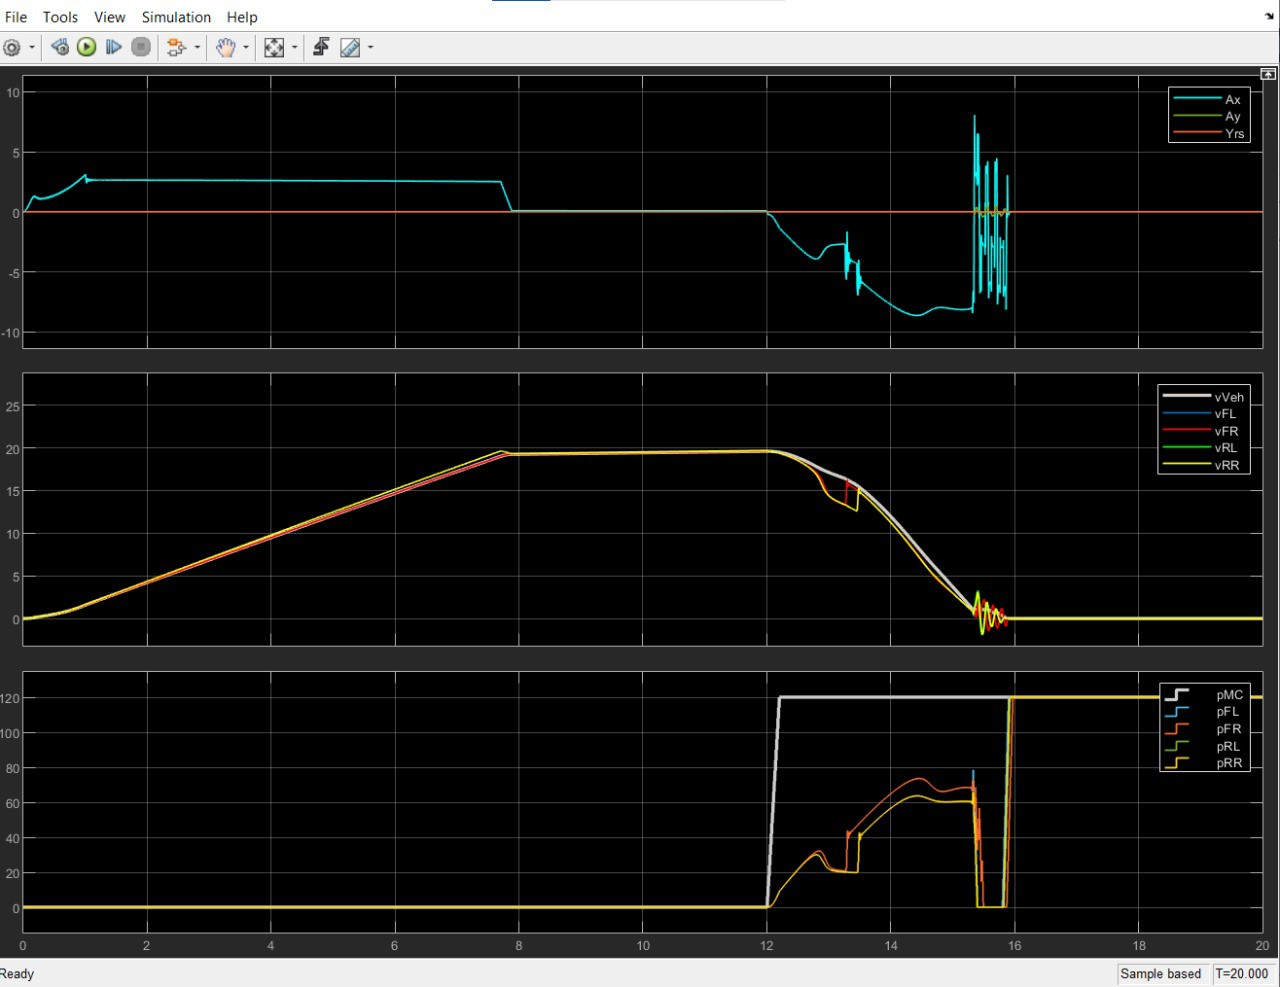 File Tools View Simulation Help
10
5
0
-5
-10
Ax
Ay
Yrs
25
20
15
10
5
0
vVeh
vFL
vFR
vRL
vRR
120
100
80
60
40
20
0
pMC
pFL
pFR
pRL
pRR
0 2 4 6 8 10 12 14 16 18 20
Ready Sample based T=20.000